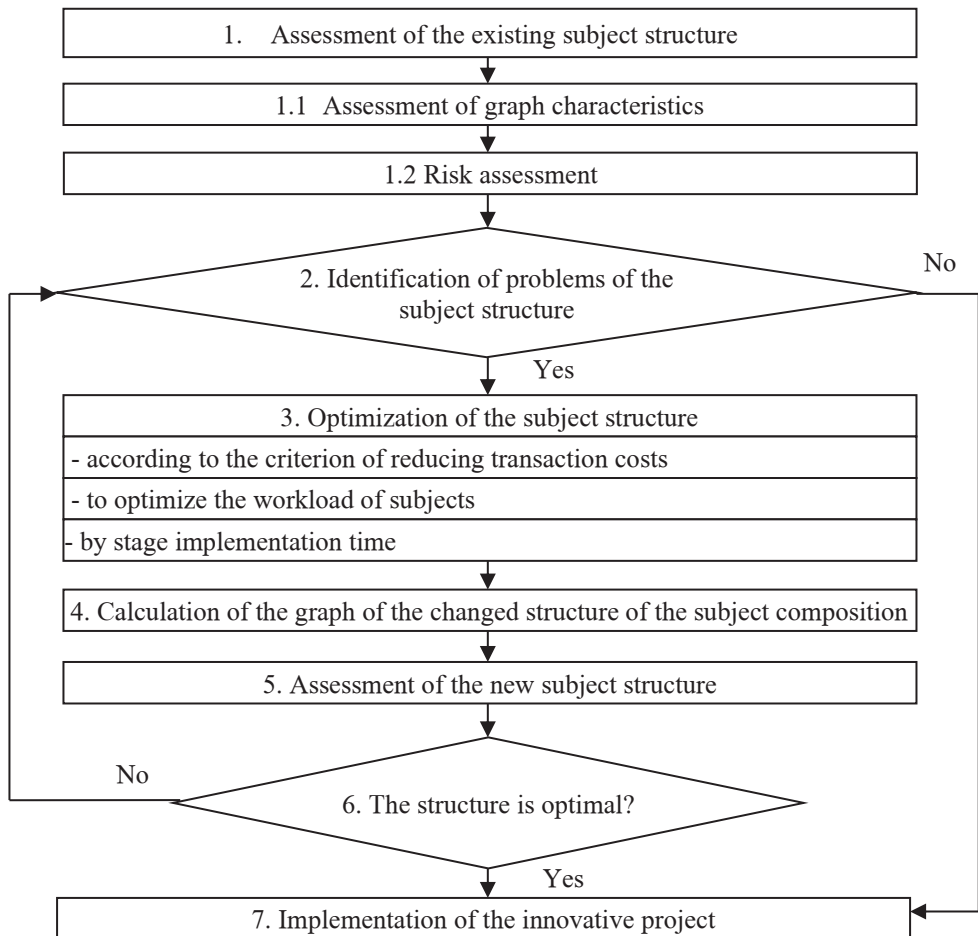 1. Assessment of the existing subject structure
1.1 Assessment of graph characteristics
1.2 Risk assessment
2. Identification of problems of the
subject structure
No
Yes
3. Optimization of the subject structure
- according to the criterion of reducing transaction costs
- to optimize the workload of subjects
- by stage implementation time
4. Calculation of the graph of the changed structure of the subject composition
5. Assessment of the new subject structure
No
6. The structure is optimal?
Yes
7. Implementation of the innovative project